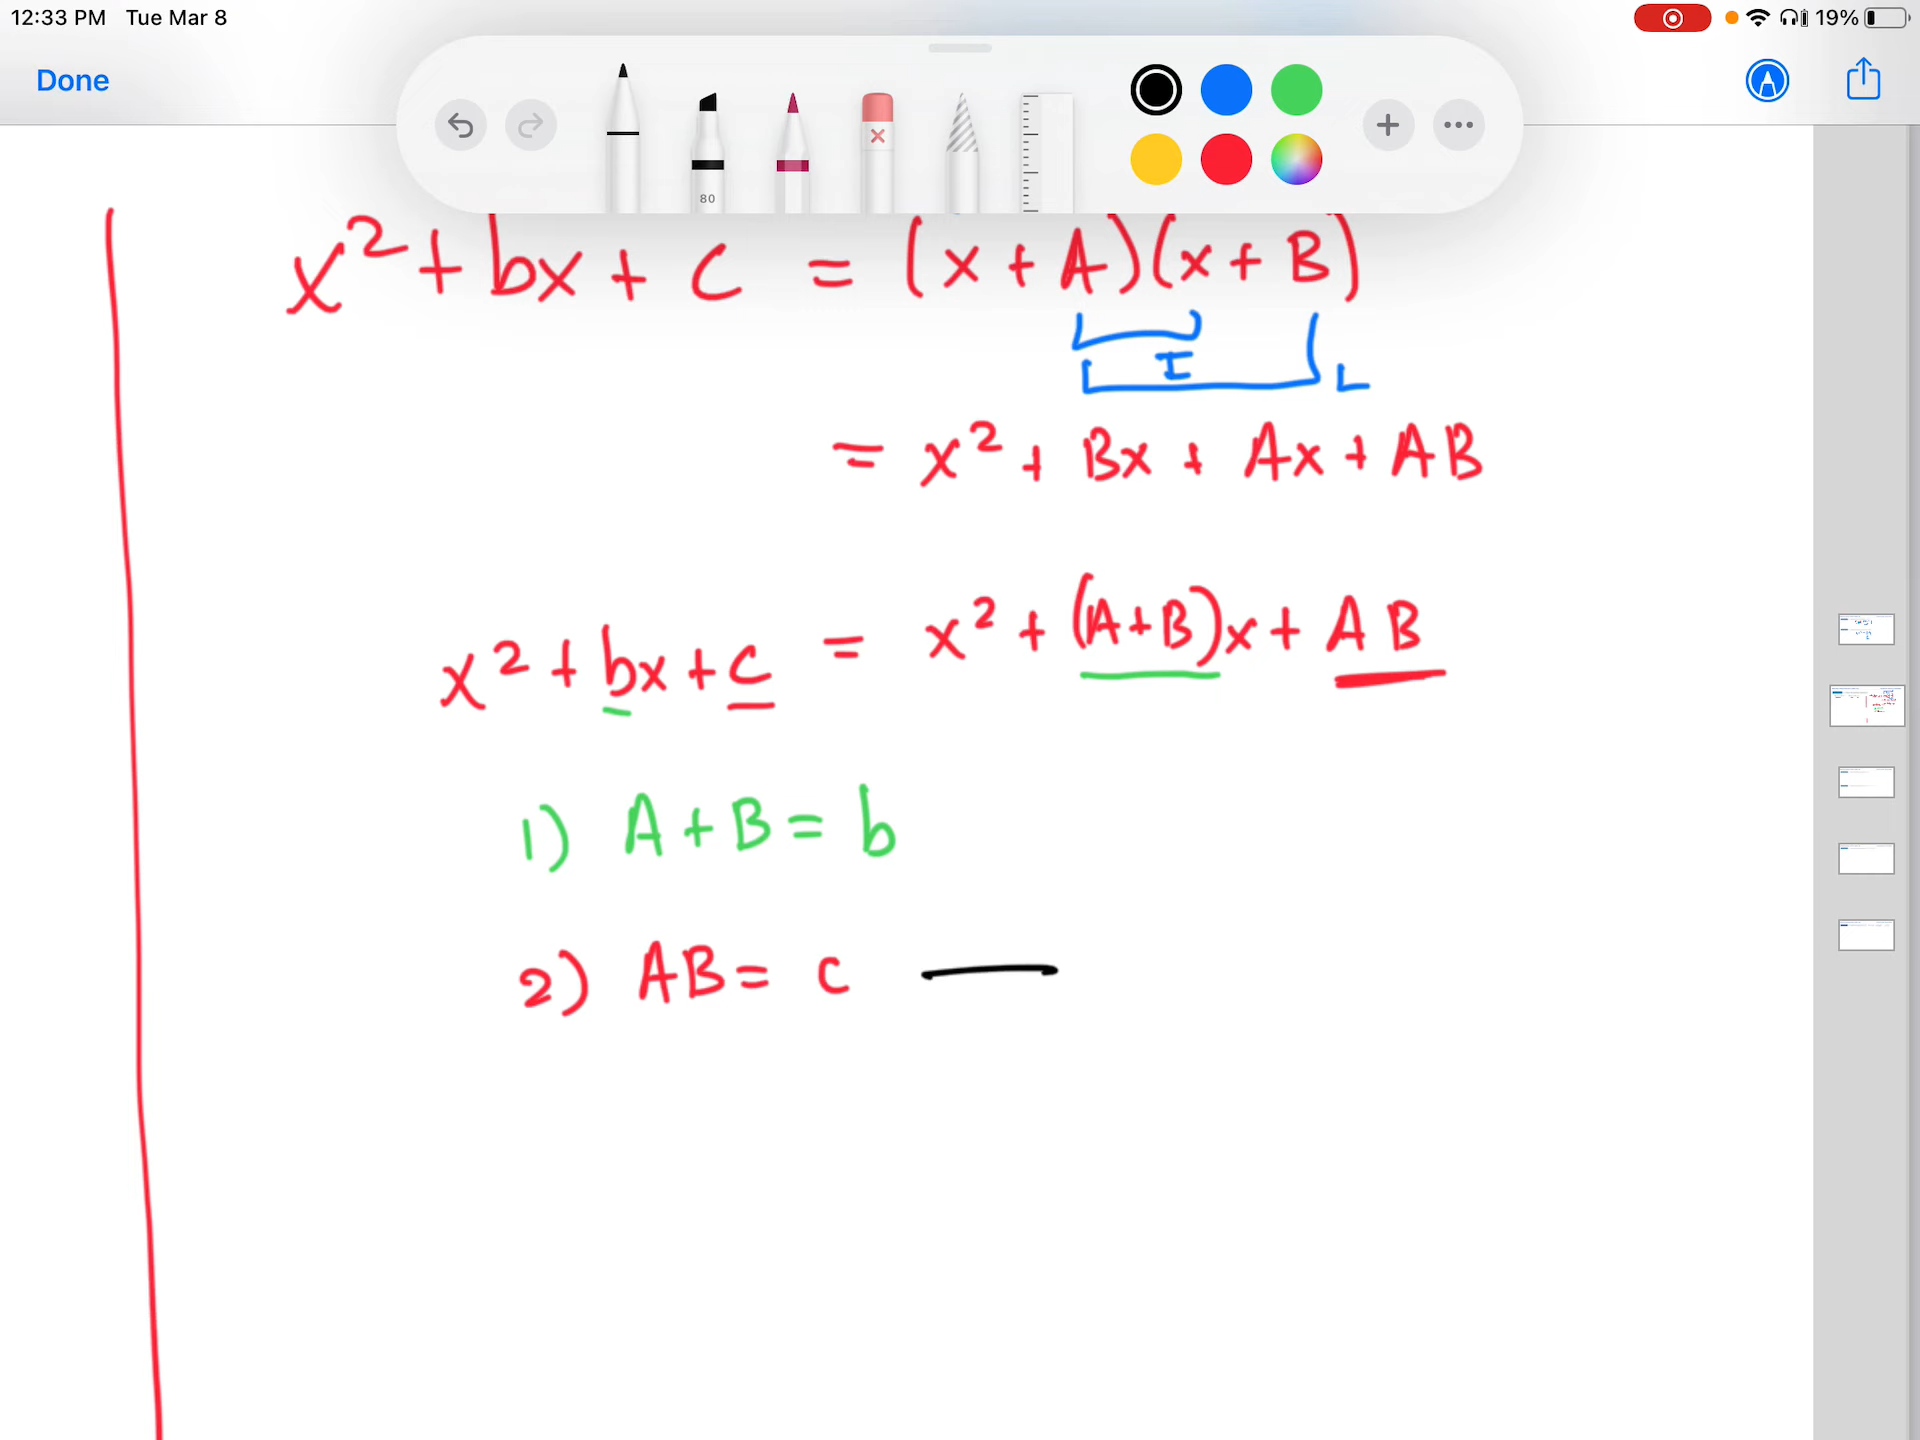 12:33 PM Tue Mar 8 19%
Done
80
x² + bx + c = (x + A)(x + B)
I
L
= x² + Bx + Ax + AB
x² + bx + c = x² + (A+B)x + AB
1) A + B = b
2) AB = c